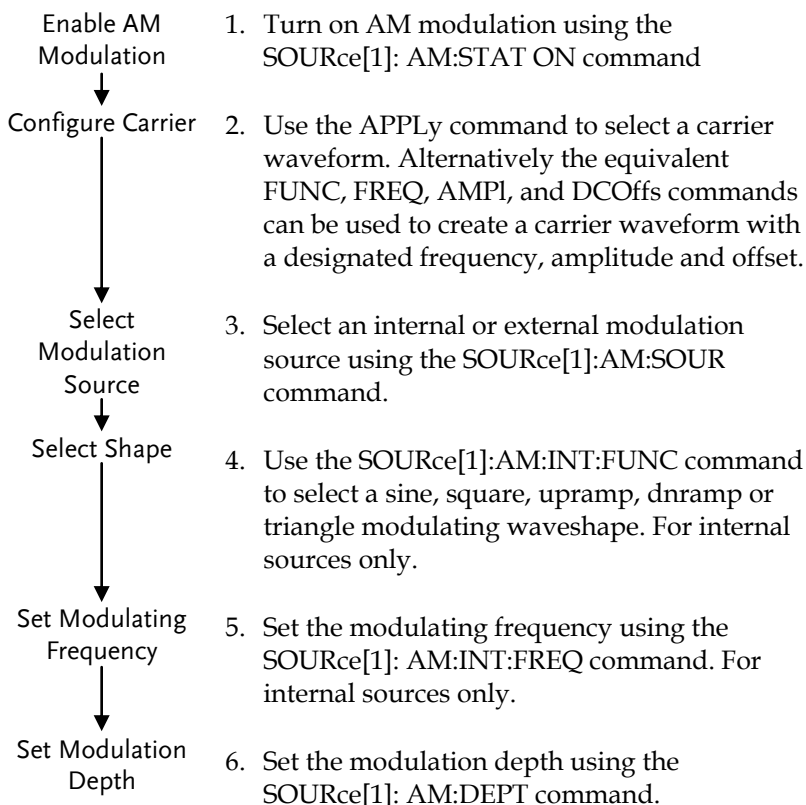 Enable AM
Modulation
1. Turn on AM modulation using the
SOURce[1]: AM:STAT ON command
Configure Carrier
2. Use the APPLy command to select a carrier
waveform. Alternatively the equivalent
FUNC, FREQ, AMPl, and DCOffs commands
can be used to create a carrier waveform with
a designated frequency, amplitude and offset.
Select
Modulation
Source
3. Select an internal or external modulation
source using the SOURce[1]:AM:SOUR
command.
Select Shape
4. Use the SOURce[1]:AM:INT:FUNC command
to select a sine, square, upramp, dnramp or
triangle modulating waveshape. For internal
sources only.
Set Modulating
Frequency
5. Set the modulating frequency using the
SOURce[1]: AM:INT:FREQ command. For
internal sources only.
Set Modulation
Depth
6. Set the modulation depth using the
SOURce[1]: AM:DEPT command.